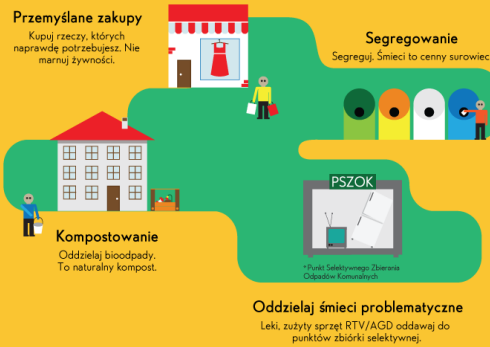 Przemyślane zakupy
Kupuj rzeczy, których
naprawdę potrzebujesz. Nie
marnuj żywności.
Segregowanie
Segreguj. Śmieci to cenny surowiec
PSZOK
*Punkt Selektywnego Zbierania
Odpadów Komunalnych
Kompostowanie
Oddzielaj bioodpady.
To naturalny kompost.
Oddzielaj śmieci problematyczne
Leki, zużyty sprzęt RTV/AGD oddawaj do
punktów zbiórki selektywnej.